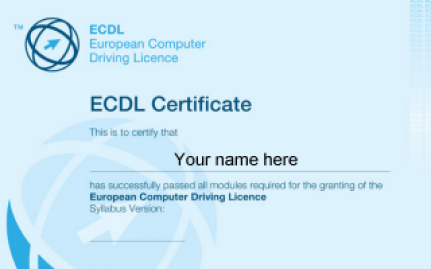 TM
ECDL
European Computer
Driving Licence
ECDL Certificate
This is to certify that
Your name here
has successfully passed all modules required for the granting of the
European Computer Driving Licence
Syllabus Version: